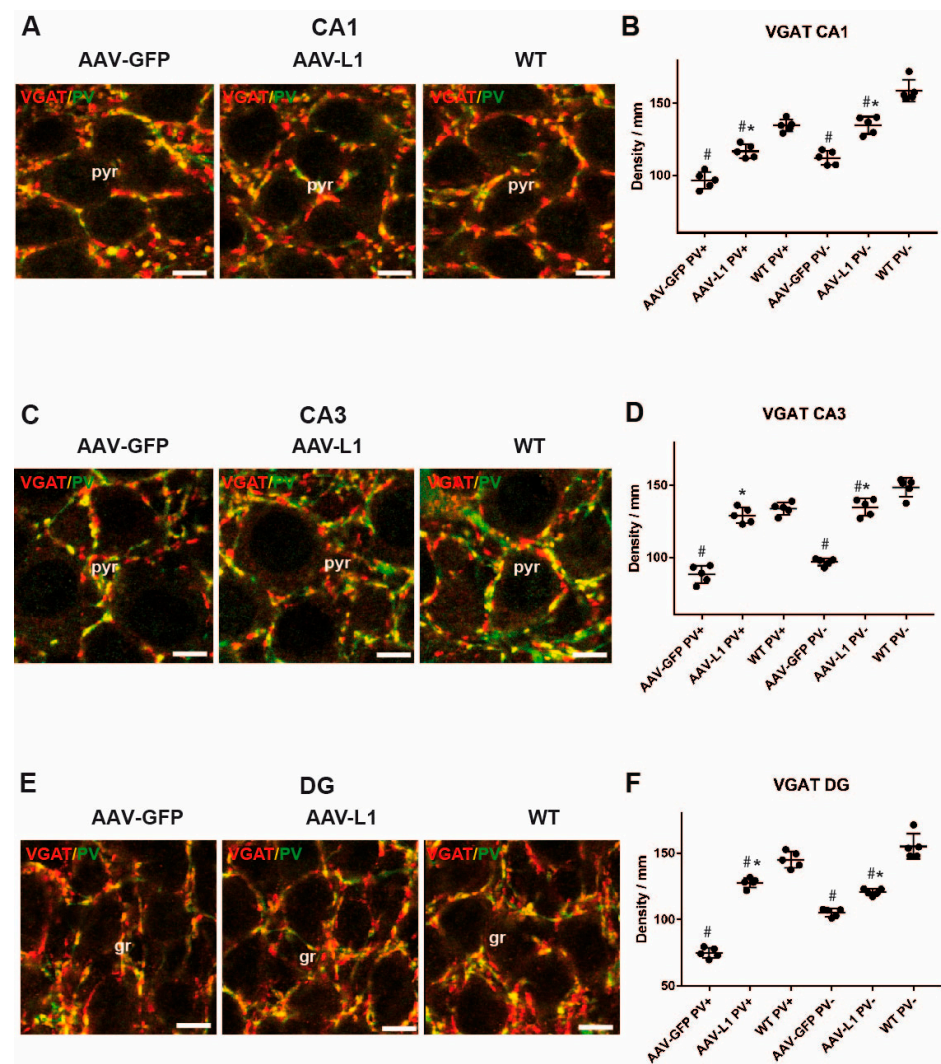 A
CA1
AAV-GFP
AAV-L1
WT
VGAT/PV
VGAT/PV
VGAT/PV
pyr
pyr
pyr
B
VGAT CA1
Density / mm
150
100
#
#*
#
#*
AAV-GFP PV+
AAV-L1 PV+
WT PV+
AAV-GFP PV-
AAV-L1 PV-
WT PV-
C
CA3
AAV-GFP
AAV-L1
WT
VGAT/PV
VGAT/PV
VGAT/PV
pyr
pyr
pyr
D
VGAT CA3
Density / mm
150
100
#
*
#
#*
AAV-GFP PV+
AAV-L1 PV+
WT PV+
AAV-GFP PV-
AAV-L1 PV-
WT PV-
E
DG
AAV-GFP
AAV-L1
WT
VGAT/PV
VGAT/PV
VGAT/PV
gr
gr
gr
F
VGAT DG
Density / mm
150
100
50
#
#*
#
#*
AAV-GFP PV+
AAV-L1 PV+
WT PV+
AAV-GFP PV-
AAV-L1 PV-
WT PV-